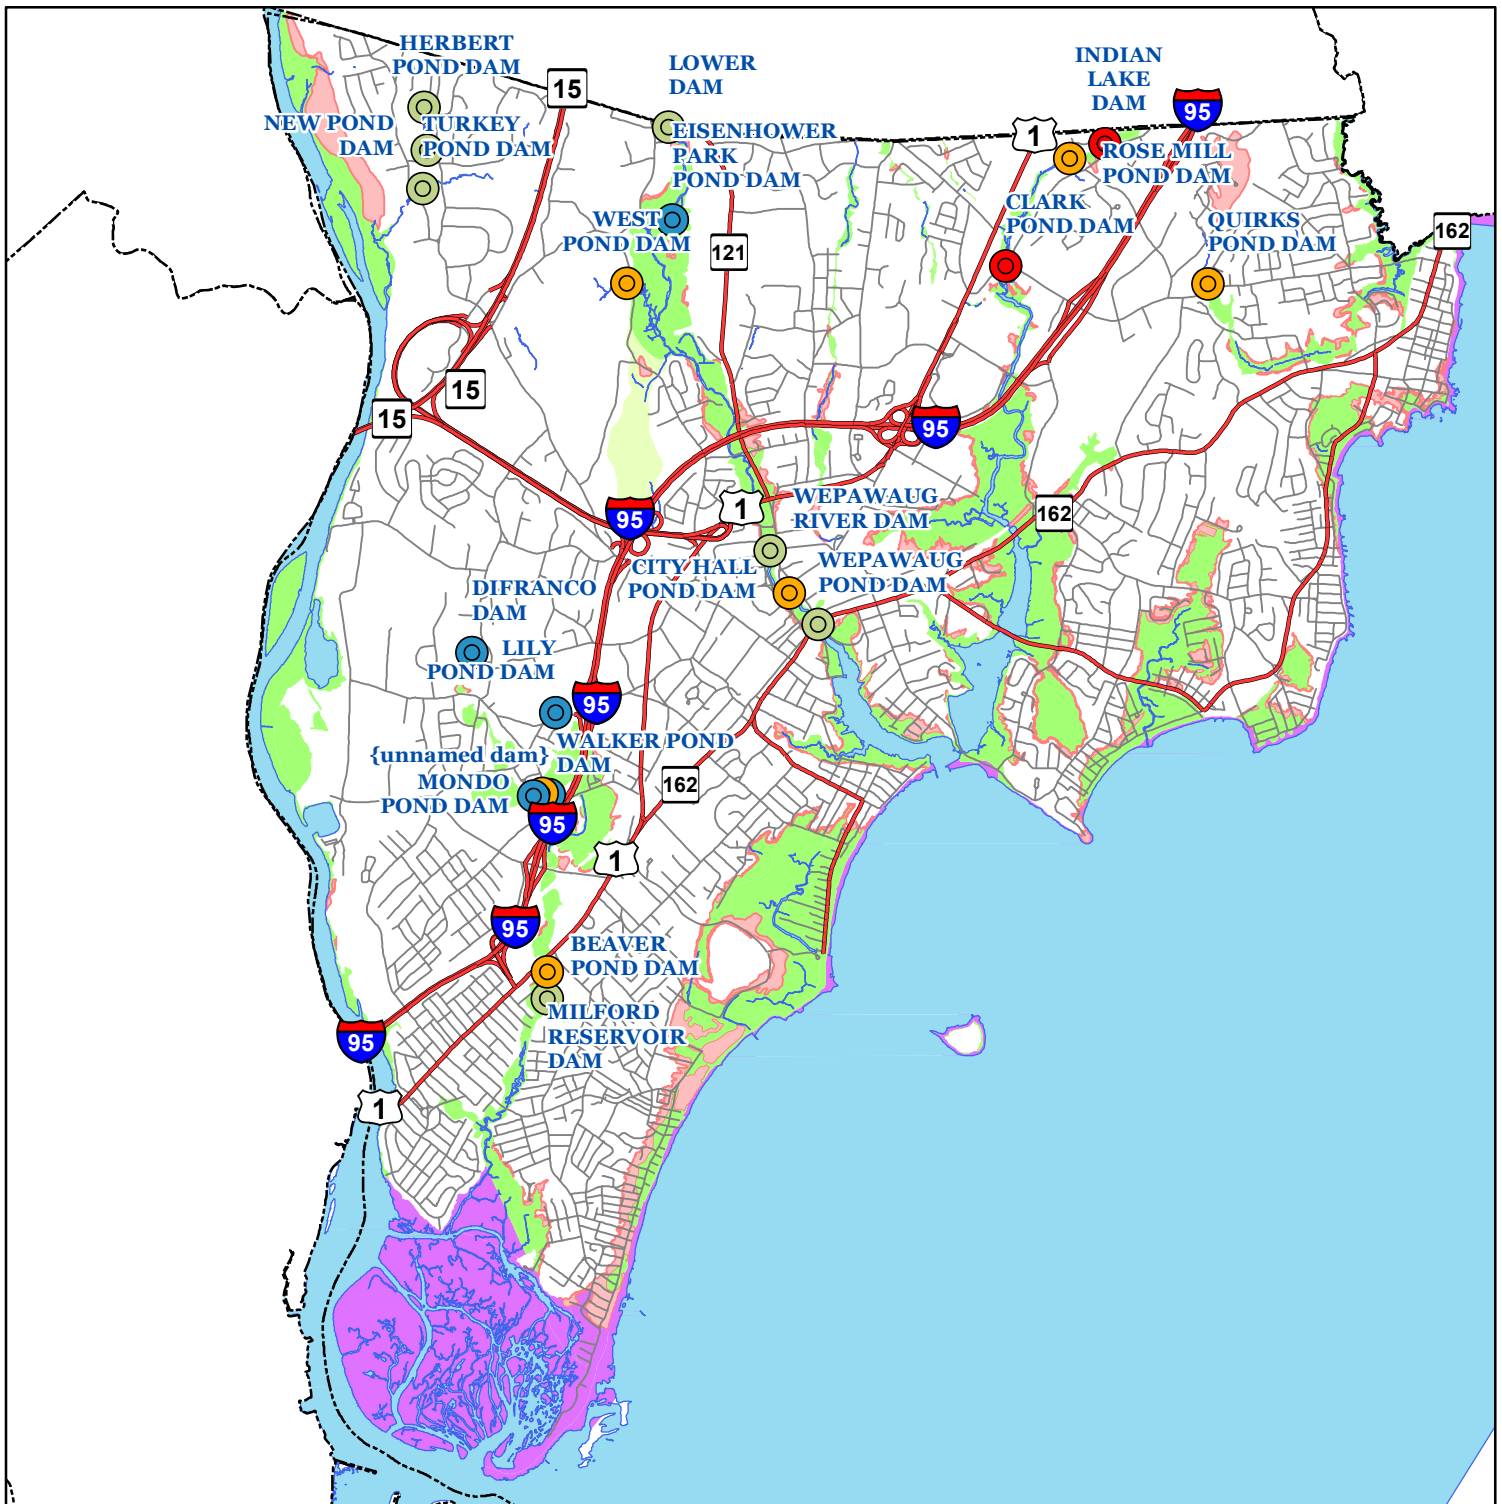 HERBERT
POND DAM
15
LOWER
DAM
INDIAN
LAKE
DAM
95
NEW POND
DAM
TURKEY
POND DAM
EISENHOWER
PARK
POND DAM
1
ROSE MILL
POND DAM
WEST
POND DAM
121
CLARK
POND DAM
QUIRKS
POND DAM
162
15
15
95
95
1
WEPAWAUG
RIVER DAM
162
CITY HALL
POND DAM
WEPAWAUG
POND DAM
DIFRANCO
DAM
LILY
POND DAM
95
{unnamed dam}
WALKER POND
DAM
MONDO
POND DAM
162
95
1
95
BEAVER
POND DAM
MILFORD
RESERVOIR
DAM
95
1